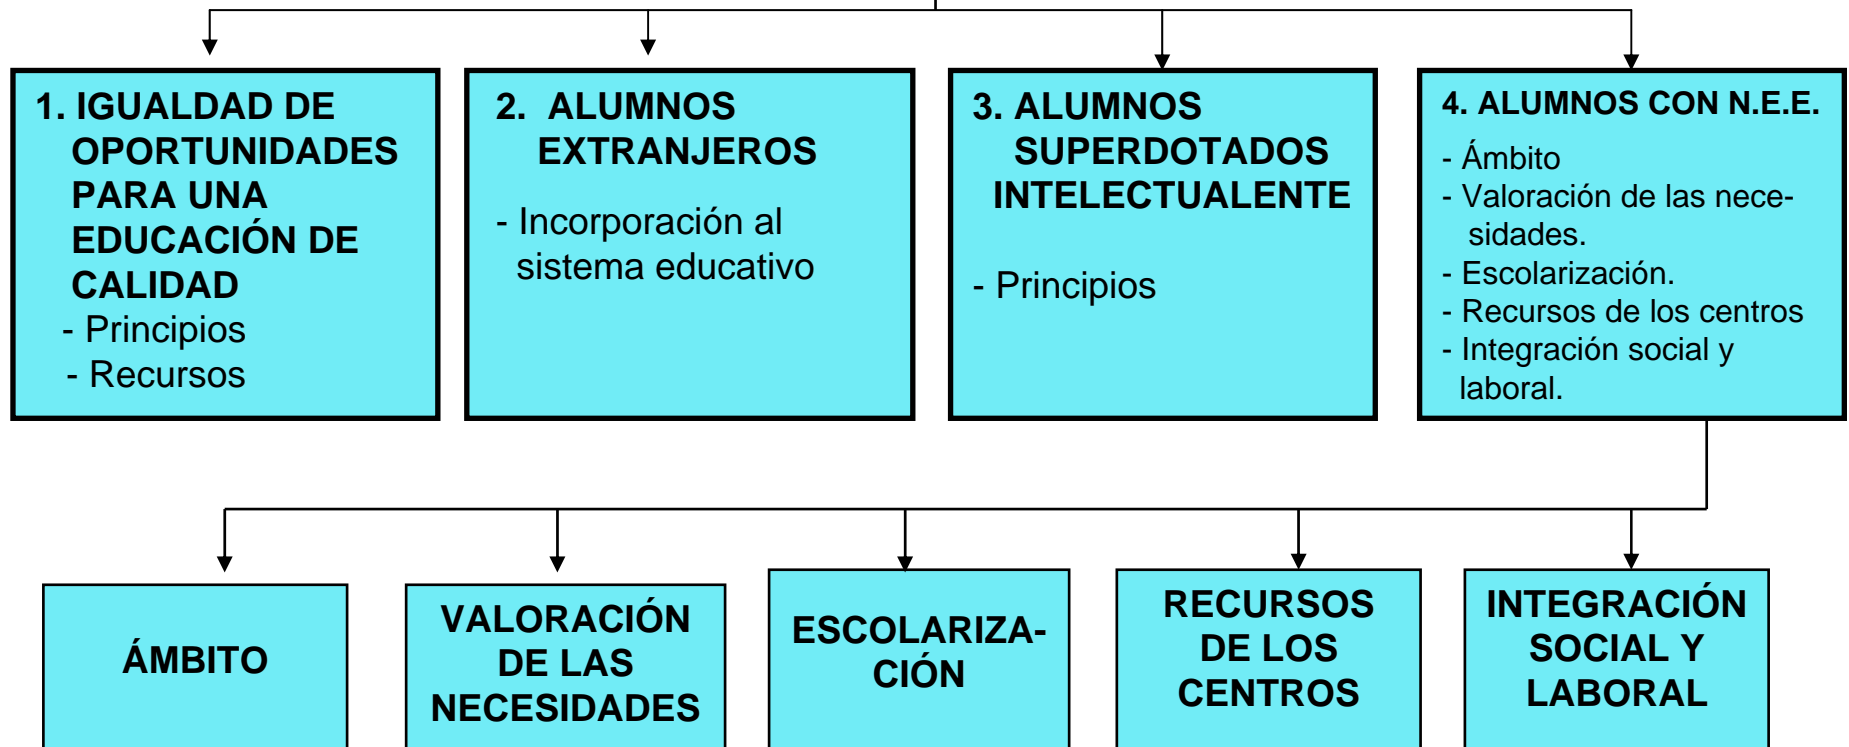 1. IGUALDAD DE
OPORTUNIDADES
PARA UNA
EDUCACIÓN DE
CALIDAD
- Principios
- Recursos
2. ALUMNOS
EXTRANJEROS
- Incorporación al
sistema educativo
3. ALUMNOS
SUPERDOTADOS
INTELECTUALENTE
- Principios
4. ALUMNOS CON N.E.E.
- Ámbito
- Valoración de las nece-
sidades.
- Escolarización.
- Recursos de los centros
- Integración social y
laboral.
ÁMBITO
VALORACIÓN
DE LAS
NECESIDADES
ESCOLARIZA-
CIÓN
RECURSOS
DE LOS
CENTROS
INTEGRACIÓN
SOCIAL Y
LABORAL